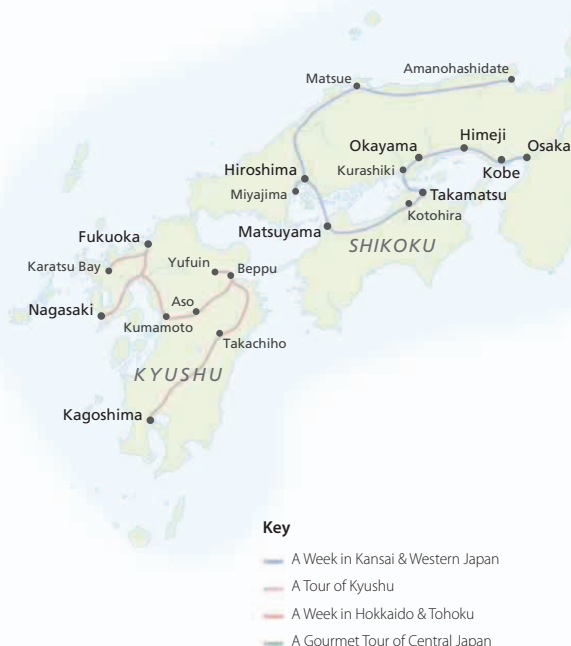 Amanohashidate
Matsue
Himeji
Okayama
Osaka
Kurashiki
Kobe
Hiroshima
Miyajima
Takamatsu
Kotohira
Matsuyama
SHIKOKU
Fukuoka
Karatsu Bay
Yufuin
Beppu
Nagasaki
Aso
Kumamoto
Takachiho
KYUSHU
Kagoshima
Key
A Week in Kansai & Western Japan
A Tour of Kyushu
A Week in Hokkaido & Tohoku
A Gourmet Tour of Central Japan